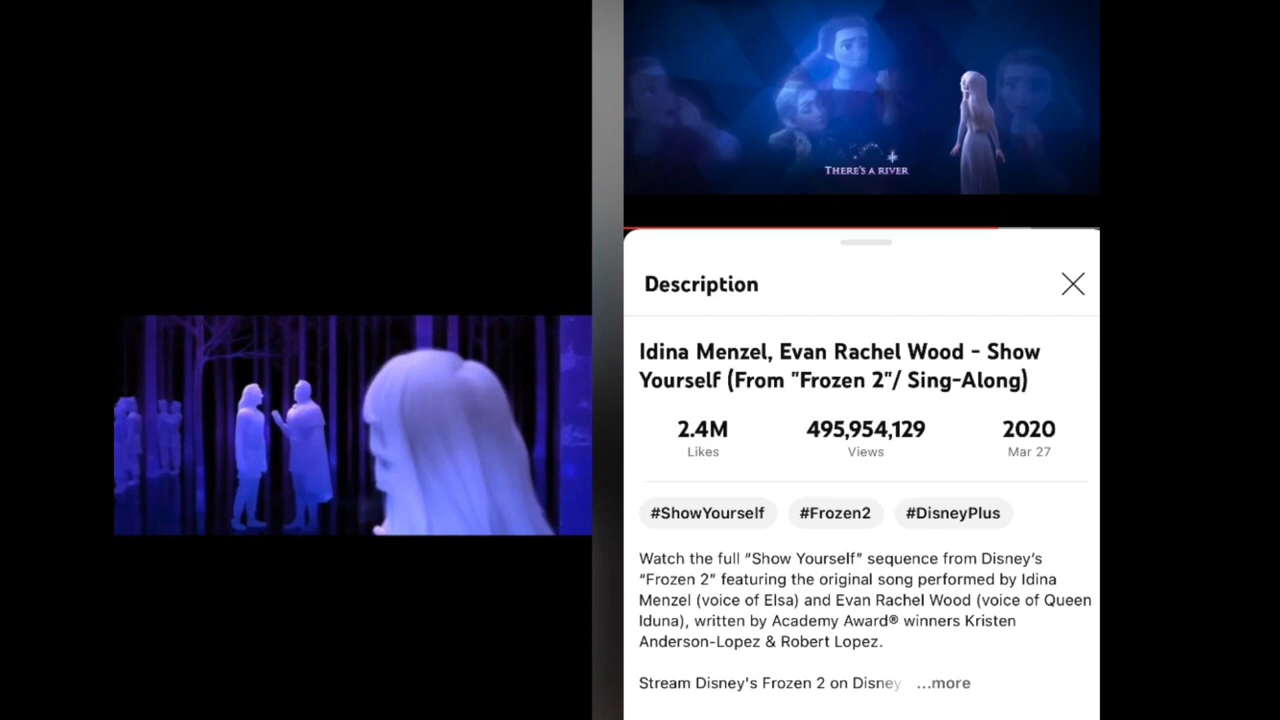 THERE'S A RIVER
Description
Idina Menzel, Evan Rachel Wood - Show
Yourself (From "Frozen 2"/ Sing-Along)
2.4M 495,954,129 2020
Likes Views Mar 27
#ShowYourself #Frozen2 #DisneyPlus
Watch the full "Show Yourself" sequence from Disney's
"Frozen 2" featuring the original song performed by Idina
Menzel (voice of Elsa) and Evan Rachel Wood (voice of Queen
Iduna), written by Academy Award® winners Kristen
Anderson-Lopez & Robert Lopez.
Stream Disney's Frozen 2 on Disney ...more